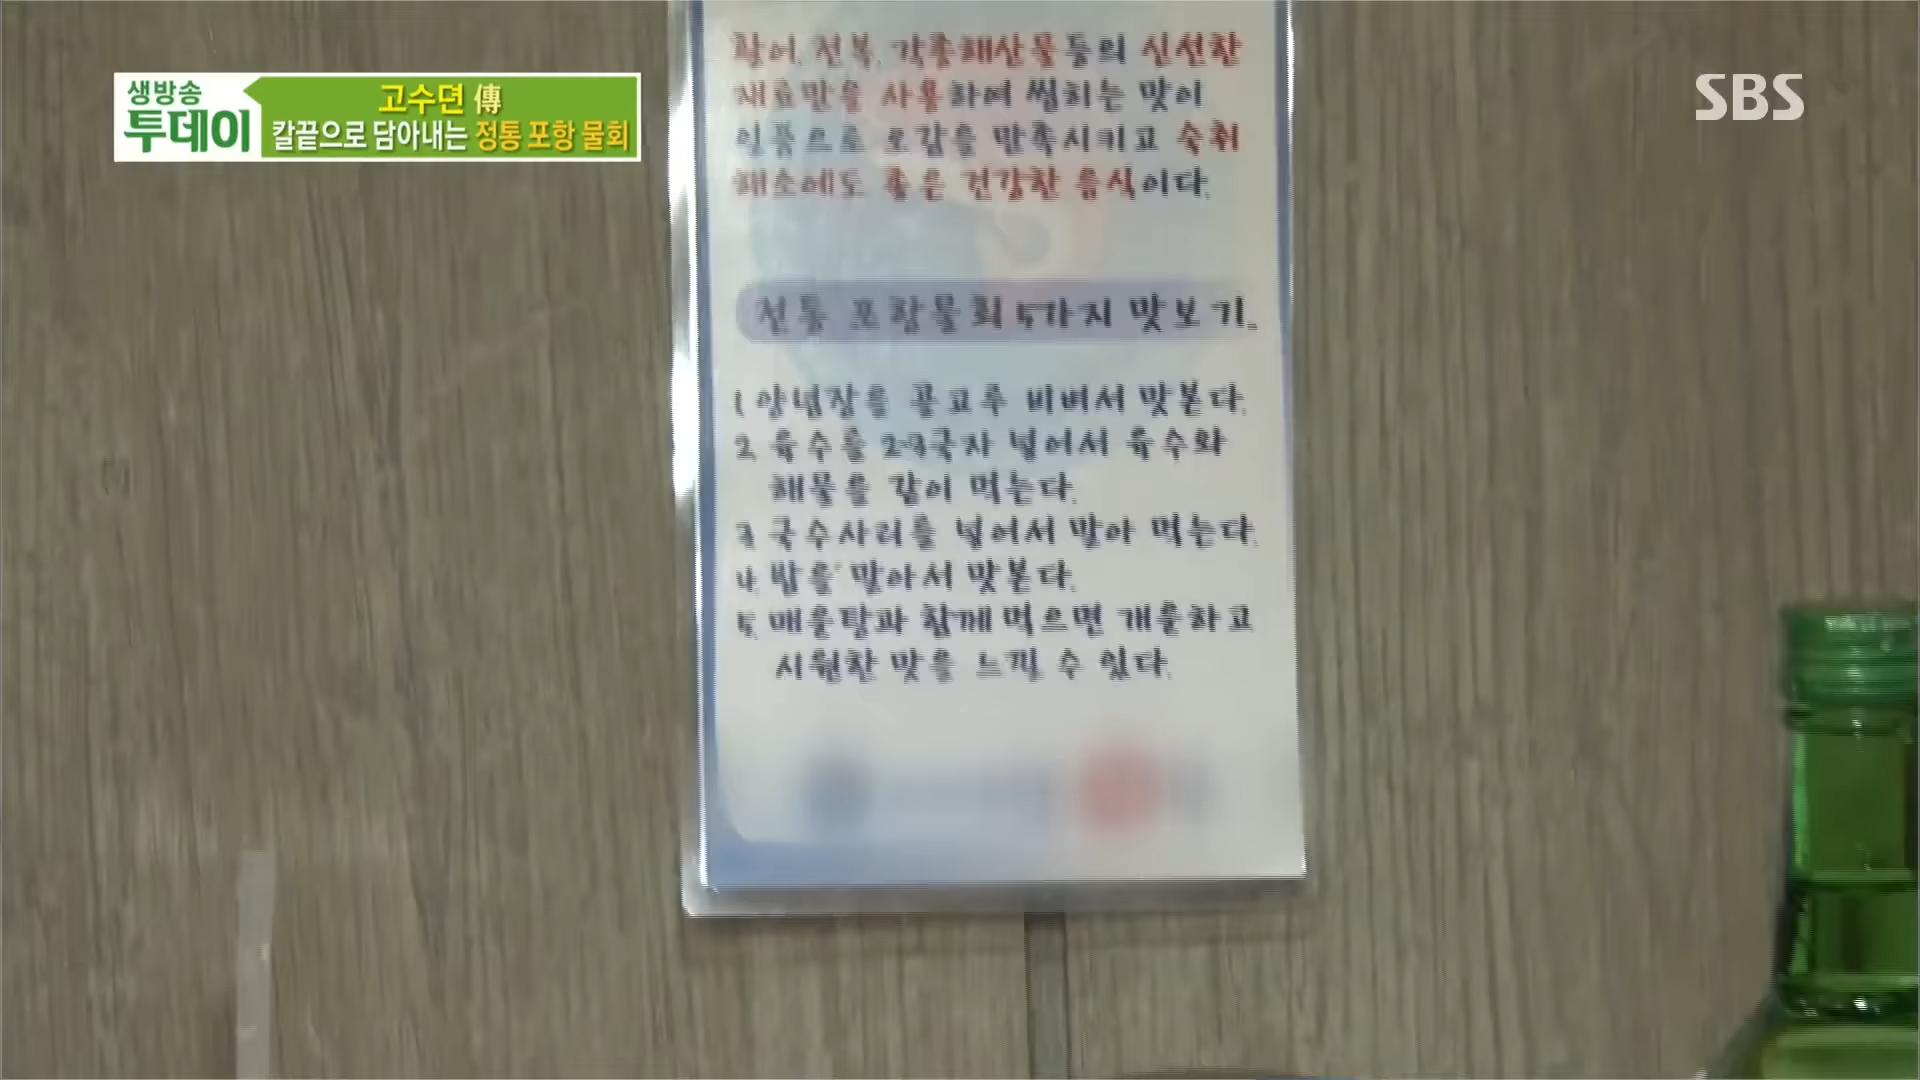 생방송
투데이
고수뎐 傳
칼끝으로 담아내는 정통 포항 물회
SBS
광어, 전복, 각종해산물등의 신선한
재료만을 사용하여 씹히는 맛이
일품으로 오감을 만족시키고 숙취
해소에도 좋은 건강한 음식이다.
전통 포항물회 5가지 맛보기.
1. 양념장을 골고루 비벼서 맛본다.
2. 육수를 2-3국자 넣어서 육수와
해물을 같이 먹는다.
3. 국수사리를 넣어서 말아 먹는다.
4. 밥을 말아서 맛본다.
5. 매운탕과 함께 먹으면 개운하고
시원한 맛을 느낄 수 있다.